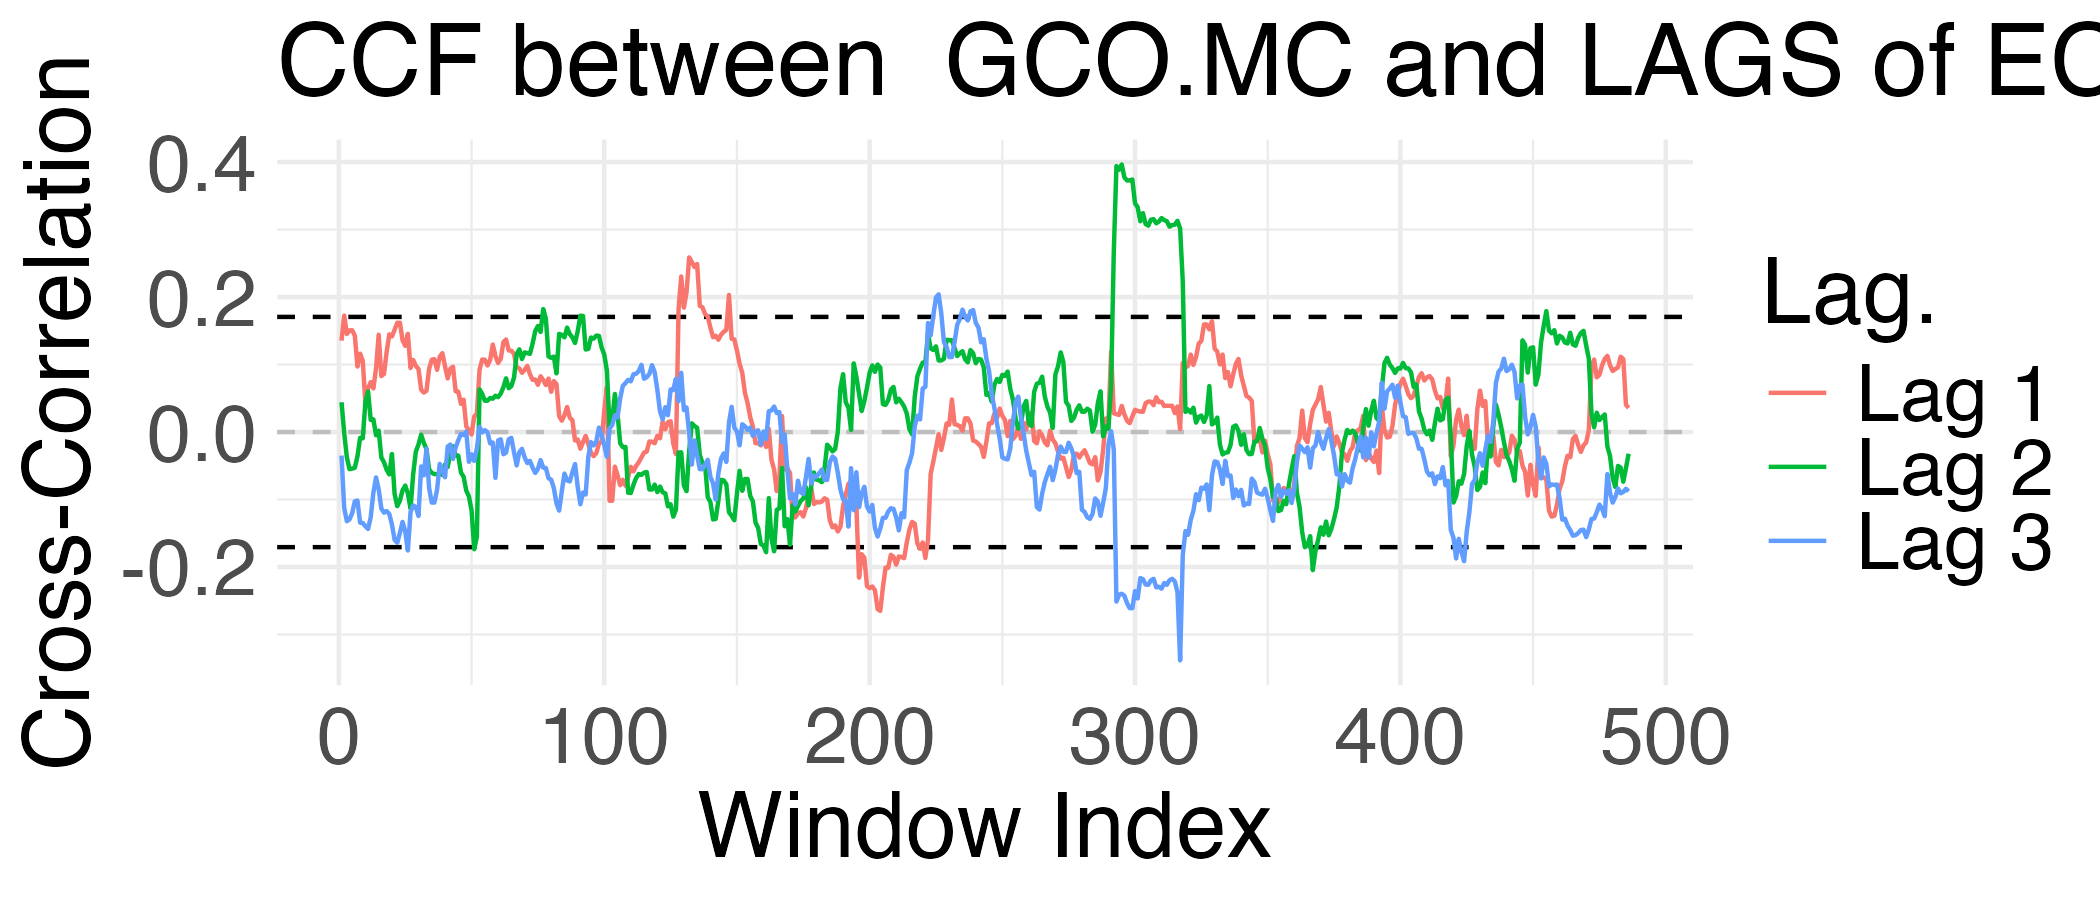 CCF between  GCO.MC and LAGS of EC
Cross-Correlation
0.4
0.2
0.0
-0.2
0
100
200
300
400
500
Window Index
Lag.
Lag 1
Lag 2
Lag 3